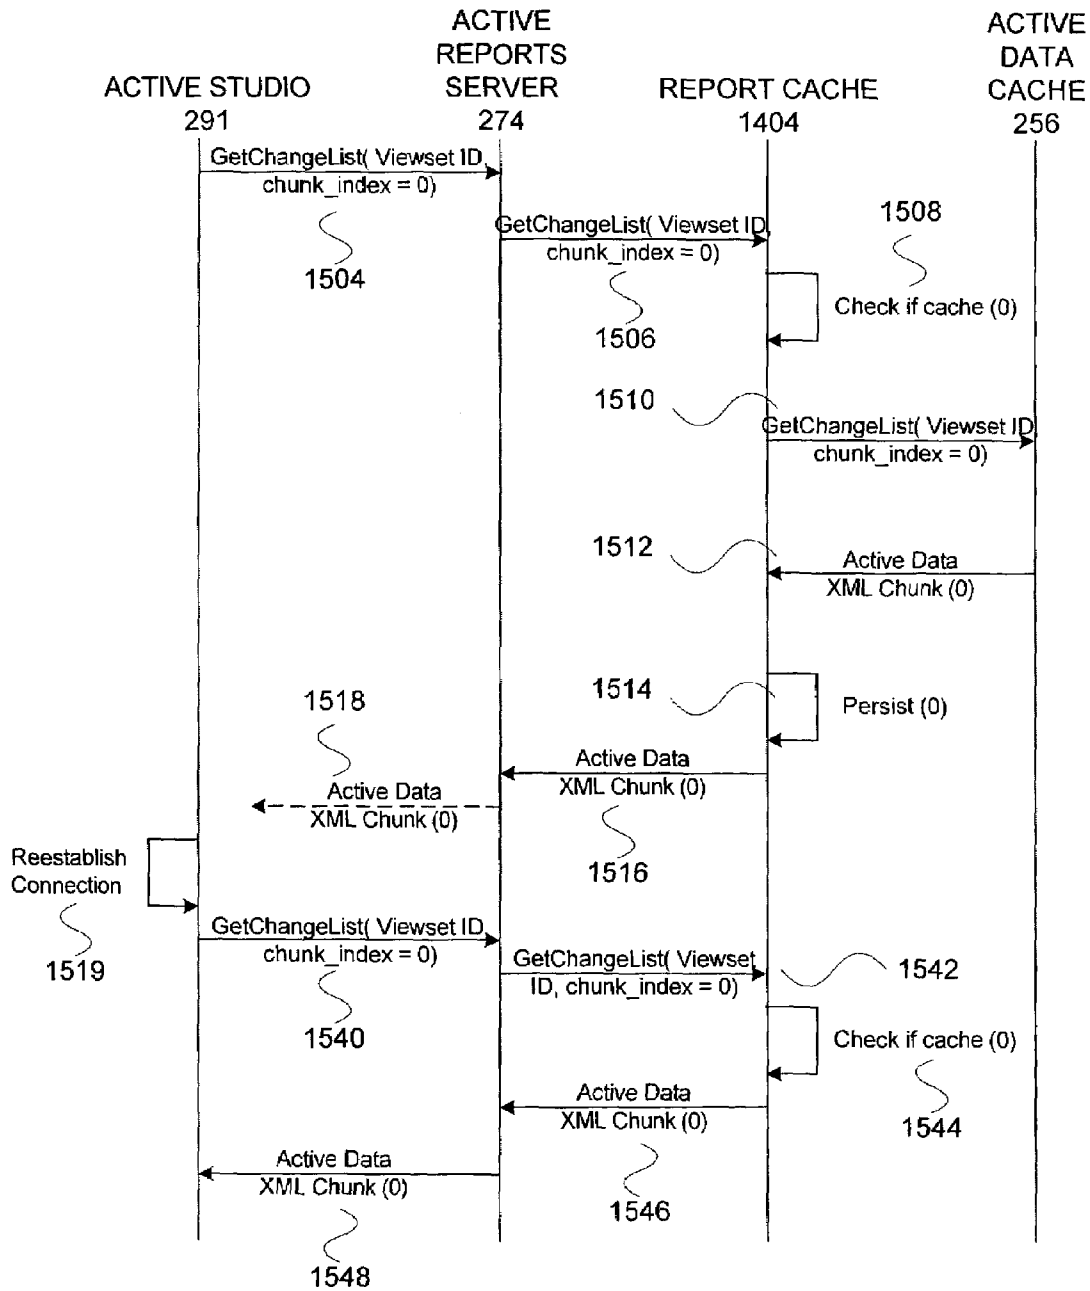 ACTIVE STUDIO
291
ACTIVE
REPORTS
SERVER
274
REPORT CACHE
1404
ACTIVE
DATA
CACHE
256
GetChangeList( Viewset ID,
chunk_index = 0)
1504
GetChangeList( Viewset ID,
chunk_index = 0)
1506
1508
Check if cache (0)
1510
GetChangeList( Viewset ID,
chunk_index = 0)
1512
Active Data
XML Chunk (0)
1514
Persist (0)
Active Data
XML Chunk (0)
1516
1518
Active Data
XML Chunk (0)
Reestablish
Connection
1519
GetChangeList( Viewset ID,
chunk_index = 0)
1540
GetChangeList( Viewset
ID, chunk_index = 0)
1542
Check if cache (0)
1544
Active Data
XML Chunk (0)
1546
Active Data
XML Chunk (0)
1548